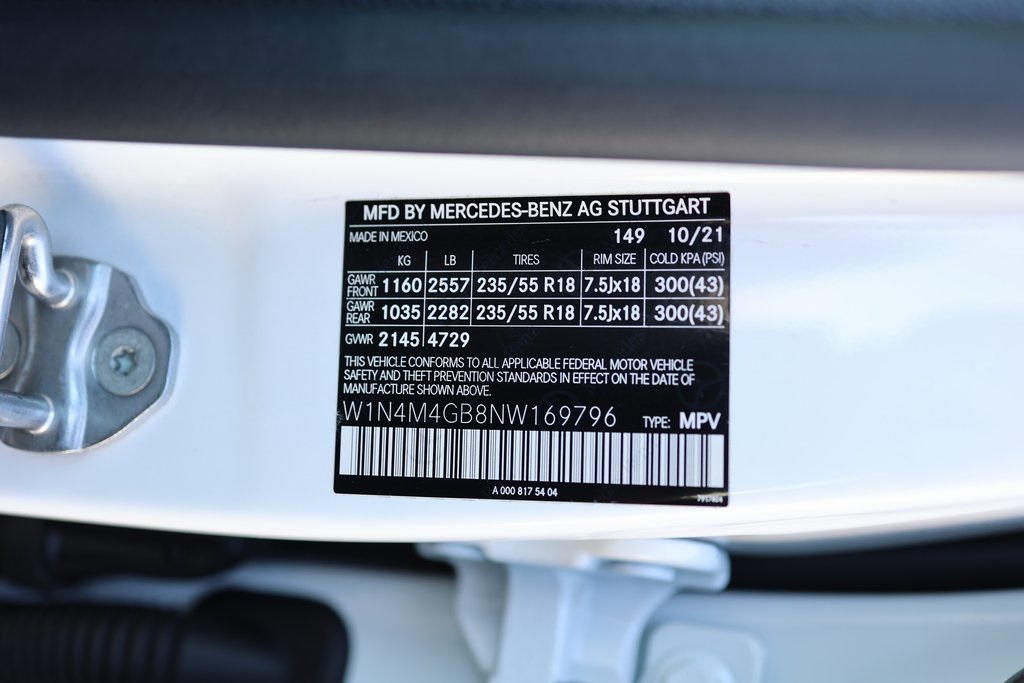 MFD BY MERCEDES-BENZ AG STUTTGART
MADE IN MEXICO 149 10/21
KG LB TIRES RIM SIZE COLD KPA (PSI)
GAWR FRONT 1160 2557 235/55 R18 7.5Jx18 300(43)
GAWR REAR 1035 2282 235/55 R18 7.5Jx18 300(43)
GVWR 2145 4729
THIS VEHICLE CONFORMS TO ALL APPLICABLE FEDERAL MOTOR VEHICLE
SAFETY AND THEFT PREVENTION STANDARDS IN EFFECT ON THE DATE OF
MANUFACTURE SHOWN ABOVE.
W1N4M4GB8NW169796 TYPE: MPV
A 000 817 54 04